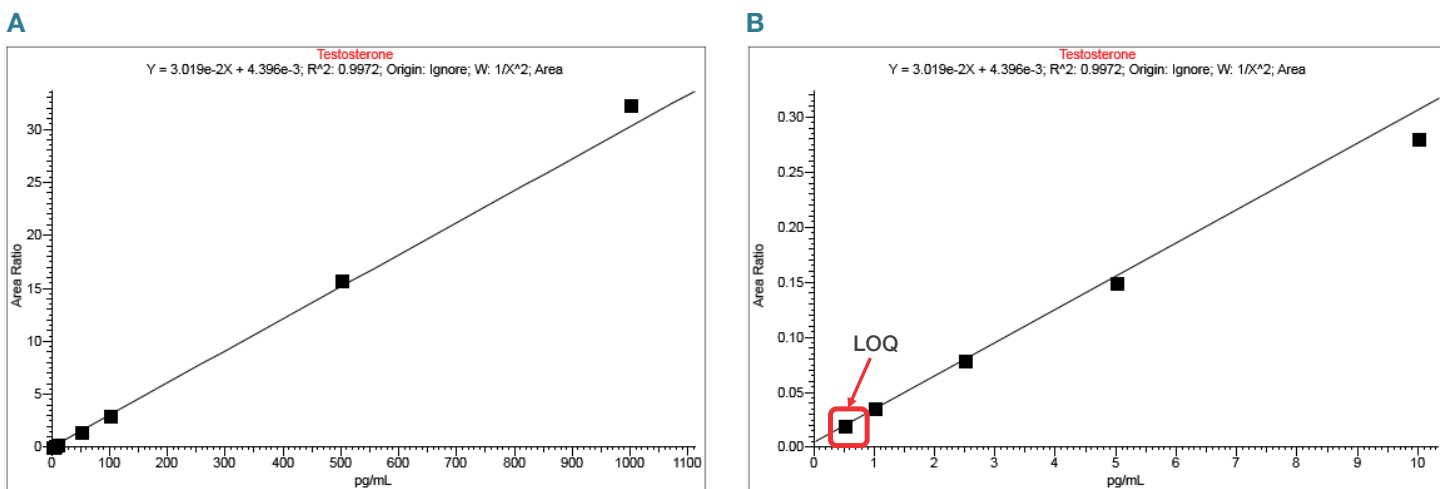 A
Testosterone
Y = 3.019e-2X + 4.396e-3; R^2: 0.9972; Origin: Ignore; W: 1/X^2; Area
30
25
20
15
10
5
0
Area Ratio
0 100 200 300 400 500 600 700 800 900 1000 1100
pg/mL
B
Testosterone
Y = 3.019e-2X + 4.396e-3; R^2: 0.9972; Origin: Ignore; W: 1/X^2; Area
0.30
0.25
0.20
0.15
0.10
0.05
0.00
Area Ratio
LOQ
0 1 2 3 4 5 6 7 8 9 10
pg/mL